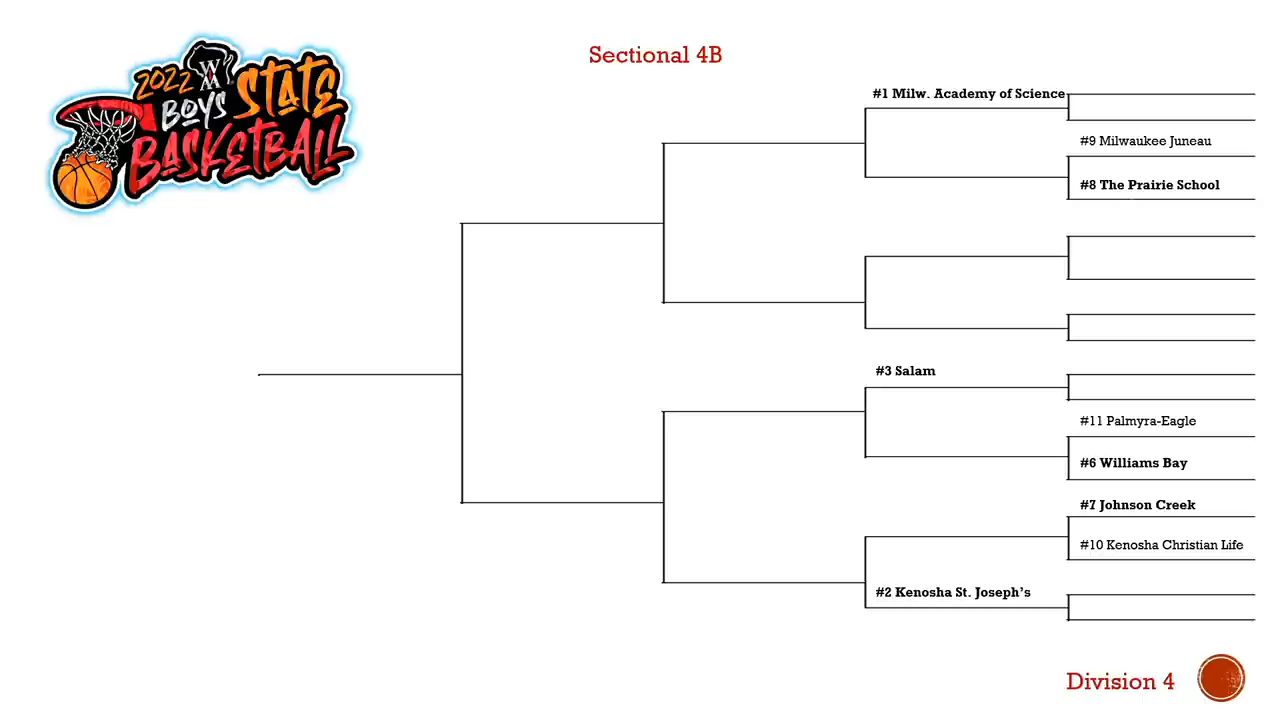 2022
WIAA
STATE
BOYS
BASKETBALL
Sectional 4B
#1 Milw. Academy of Science
#9 Milwaukee Juneau
#8 The Prairie School
#3 Salam
#11 Palmyra-Eagle
#6 Williams Bay
#7 Johnson Creek
#10 Kenosha Christian Life
#2 Kenosha St. Joseph's
Division 4